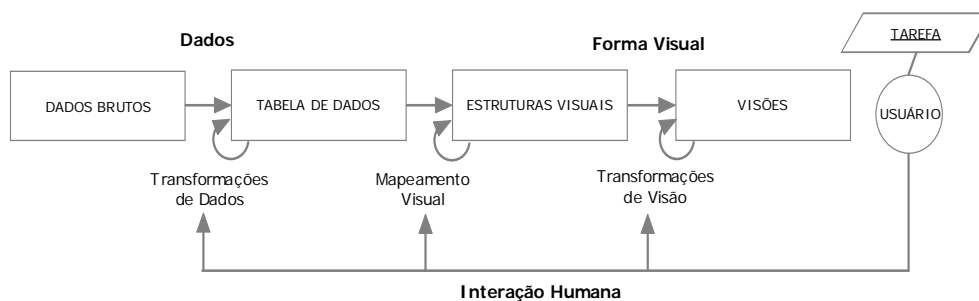 Dados
Forma Visual
TAREFA
DADOS BRUTOS
TABELA DE DADOS
ESTRUTURAS VISUAIS
VISÕES
USUÁRIO
Transformações
de Dados
Mapeamento
Visual
Transformações
de Visão
Interação Humana